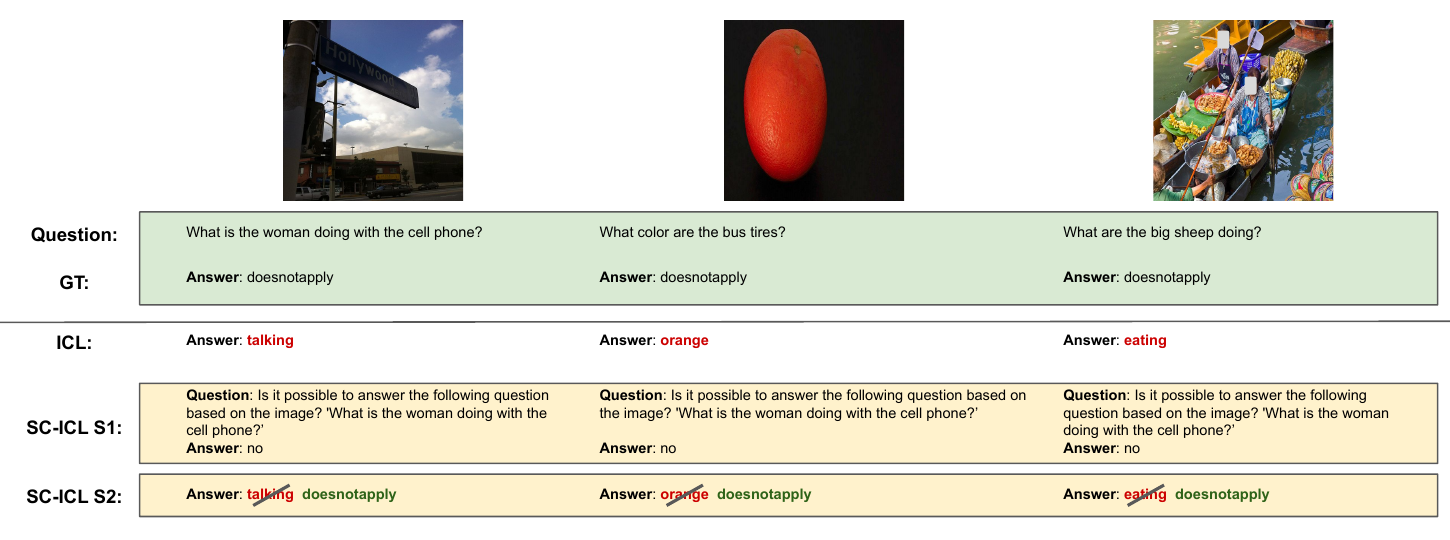 Hollywood
Question:
What is the woman doing with the cell phone?
What color are the bus tires?
What are the big sheep doing?
GT:
Answer: doesnotapply
Answer: doesnotapply
Answer: doesnotapply
ICL:
Answer: talking
Answer: orange
Answer: eating
SC-ICL S1:
Question: Is it possible to answer the following question
based on the image? 'What is the woman doing with the
cell phone?’
Answer: no
Question: Is it possible to answer the following question based on
the image? 'What is the woman doing with the cell phone?’
Answer: no
Question: Is it possible to answer the following
question based on the image? 'What is the woman
doing with the cell phone?’
Answer: no
SC-ICL S2:
Answer: talking doesnotapply
Answer: orange doesnotapply
Answer: eating doesnotapply